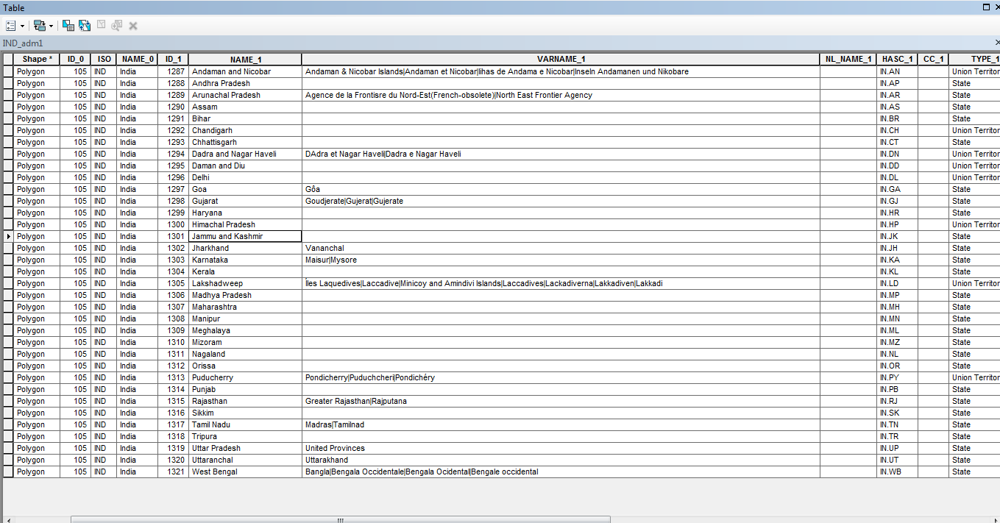 Table
IND_adm1
Shape * ID_0 ISO NAME_0 ID_1 NAME_1 VARNAME_1 NL_NAME_1 HASC_1 CC_1 TYPE_1
Polygon 105 IND India 1287 Andaman and Nicobar Andaman & Nicobar Islands|Andaman et Nicobar|Ilhas de Andama e Nicobar|Inseln Andamanen und Nikobare IN.AN Union Territor
Polygon 105 IND India 1288 Andhra Pradesh IN.AP State
Polygon 105 IND India 1289 Arunachal Pradesh Agence de la Frontisre du Nord-Est(French-obsolete)|North East Frontier Agency IN.AR State
Polygon 105 IND India 1290 Assam IN.AS State
Polygon 105 IND India 1291 Bihar IN.BR State
Polygon 105 IND India 1292 Chandigarh IN.CH Union Territor
Polygon 105 IND India 1293 Chhattisgarh IN.CT State
Polygon 105 IND India 1294 Dadra and Nagar Haveli DAdra et Nagar Haveli|Dadra e Nagar Haveli IN.DN Union Territor
Polygon 105 IND India 1295 Daman and Diu IN.DD Union Territor
Polygon 105 IND India 1296 Delhi IN.DL Union Territor
Polygon 105 IND India 1297 Goa Gôa IN.GA State
Polygon 105 IND India 1298 Gujarat Goudjerate|Gujerat|Gujerate IN.GJ State
Polygon 105 IND India 1299 Haryana IN.HR State
Polygon 105 IND India 1300 Himachal Pradesh IN.HP Union Territor
Polygon 105 IND India 1301 Jammu and Kashmir IN.JK State
Polygon 105 IND India 1302 Jharkhand Vananchal IN.JH State
Polygon 105 IND India 1303 Karnataka Maisur|Mysore IN.KA State
Polygon 105 IND India 1304 Kerala IN.KL State
Polygon 105 IND India 1305 Lakshadweep Íles Laquedives|Laccadive|Minicoy and Amindivi Islands|Laccadives|Lackadiverna|Lakkadiven|Lakkadi IN.LD Union Territor
Polygon 105 IND India 1306 Madhya Pradesh IN.MP State
Polygon 105 IND India 1307 Maharashtra IN.MH State
Polygon 105 IND India 1308 Manipur IN.MN State
Polygon 105 IND India 1309 Meghalaya IN.ML State
Polygon 105 IND India 1310 Mizoram IN.MZ State
Polygon 105 IND India 1311 Nagaland IN.NL State
Polygon 105 IND India 1312 Orissa IN.OR State
Polygon 105 IND India 1313 Puducherry Pondicherry|Puduchcheri|Pondichéry IN.PY Union Territor
Polygon 105 IND India 1314 Punjab IN.PB State
Polygon 105 IND India 1315 Rajasthan Greater Rajasthan|Rajputana IN.RJ State
Polygon 105 IND India 1316 Sikkim IN.SK State
Polygon 105 IND India 1317 Tamil Nadu Madras|Tamilnad IN.TN State
Polygon 105 IND India 1318 Tripura IN.TR State
Polygon 105 IND India 1319 Uttar Pradesh United Provinces IN.UP State
Polygon 105 IND India 1320 Uttaranchal Uttarakhand IN.UT State
Polygon 105 IND India 1321 West Bengal Bangla|Bengala Occidentale|Bengala Ocidental|Bengale occidental IN.WB State